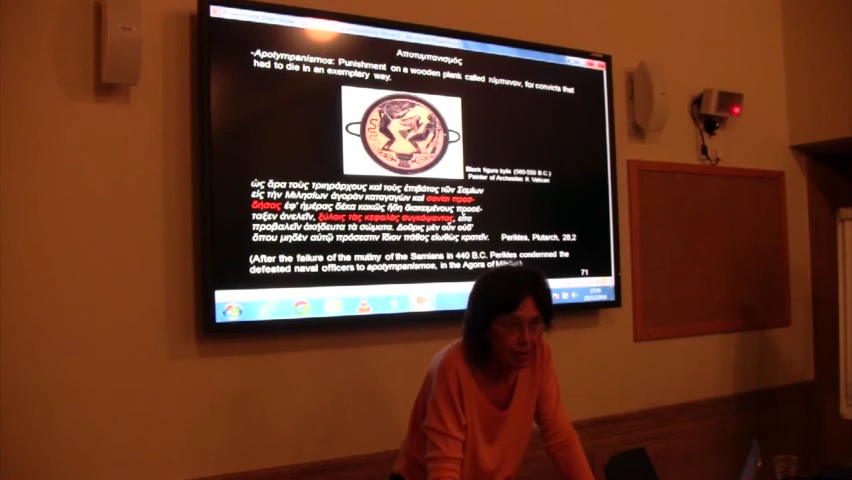 Αποτυμπανισμός
-Apotympanismos: Punishment on a wooden plank called τύμπανον, for convicts that
had to die in an exemplary way.
Black figure kylix (560-550 B.C.)
Painter of Archesilas II. Vatican
ὡς ἄρα τοὺς τριηράρχους καὶ τοὺς ἐπιβάτας τῶν Σαμίων
εἰς τὴν Μιλησίων ἀγορὰν καταγαγὼν καὶ σανίσι προσ-
δήσας ἐφ' ἡμέρας δέκα κακῶς ἤδη διακειμένους προσέ-
ταξεν ἀνελεῖν, ξύλοις τὰς κεφαλὰς συγκόψαντας, εἶτα
προβαλεῖν ἀκήδευτα τὰ σώματα. Δοῦρις μὲν οὖν οὐδ'
ὅπου μηδὲν αὐτῷ πρόσεστιν ἴδιον πάθος εἰωθὼς κρατεῖν. Perikles, Plutarch, 28,2
(After the failure of the mutiny of the Samians in 440 B.C. Perikles condemned the
defeated naval officers to apotympanismos, in the Agora of
71